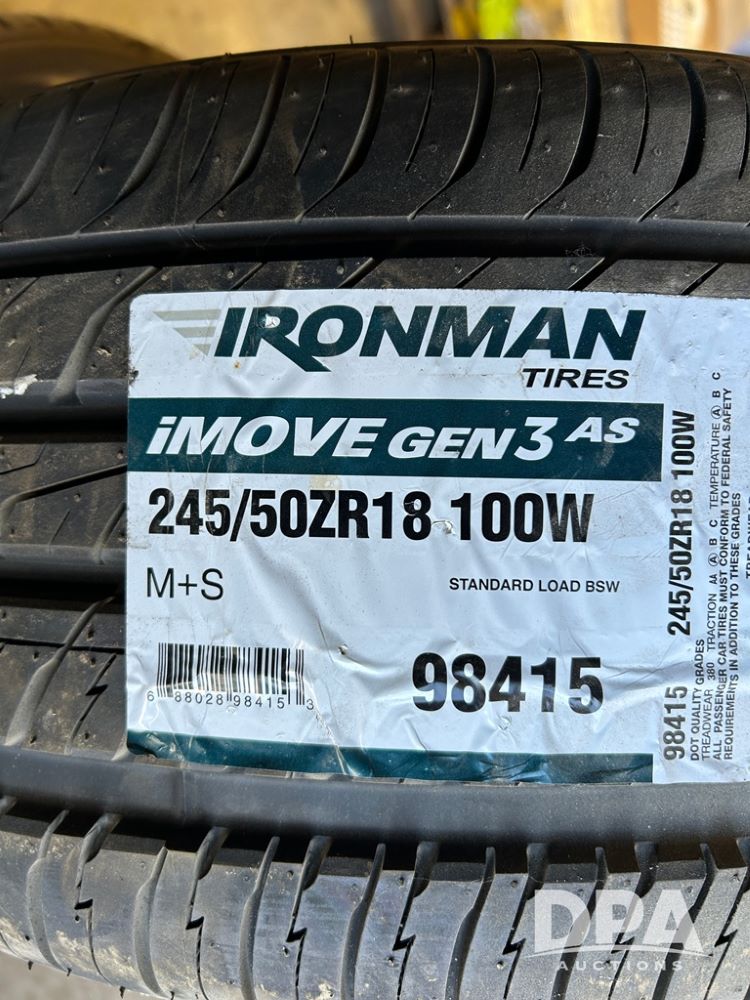 IRONMAN
TIRES
iMOVE GEN3 AS
245/50ZR18 100W
M+S
STANDARD LOAD BSW
6 88028 98415 3
98415
98415 245/50ZR18 100W
DOT QUALITY GRADES
TREADWEAR 380 TRACTION AA Ⓐ B C TEMPERATURE Ⓐ B C
ALL PASSENGER CAR TIRES MUST CONFORM TO FEDERAL SAFETY
REQUIREMENTS IN ADDITION TO THESE GRADES
DPA
AUCTIONS